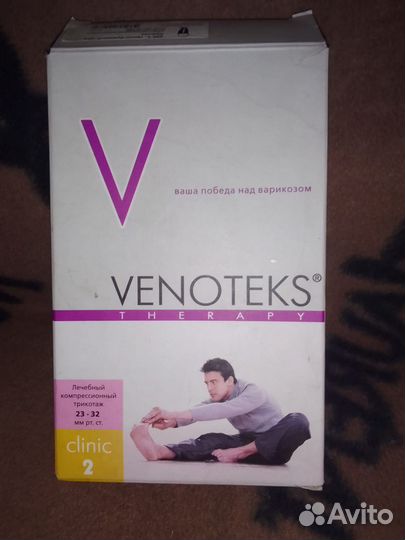 V
ваша победа над варикозом
VENOTEKS®
THERAPY
Лечебный
компрессионный
трикотаж
23 - 32
мм рт. ст.
clinic
2
Avito